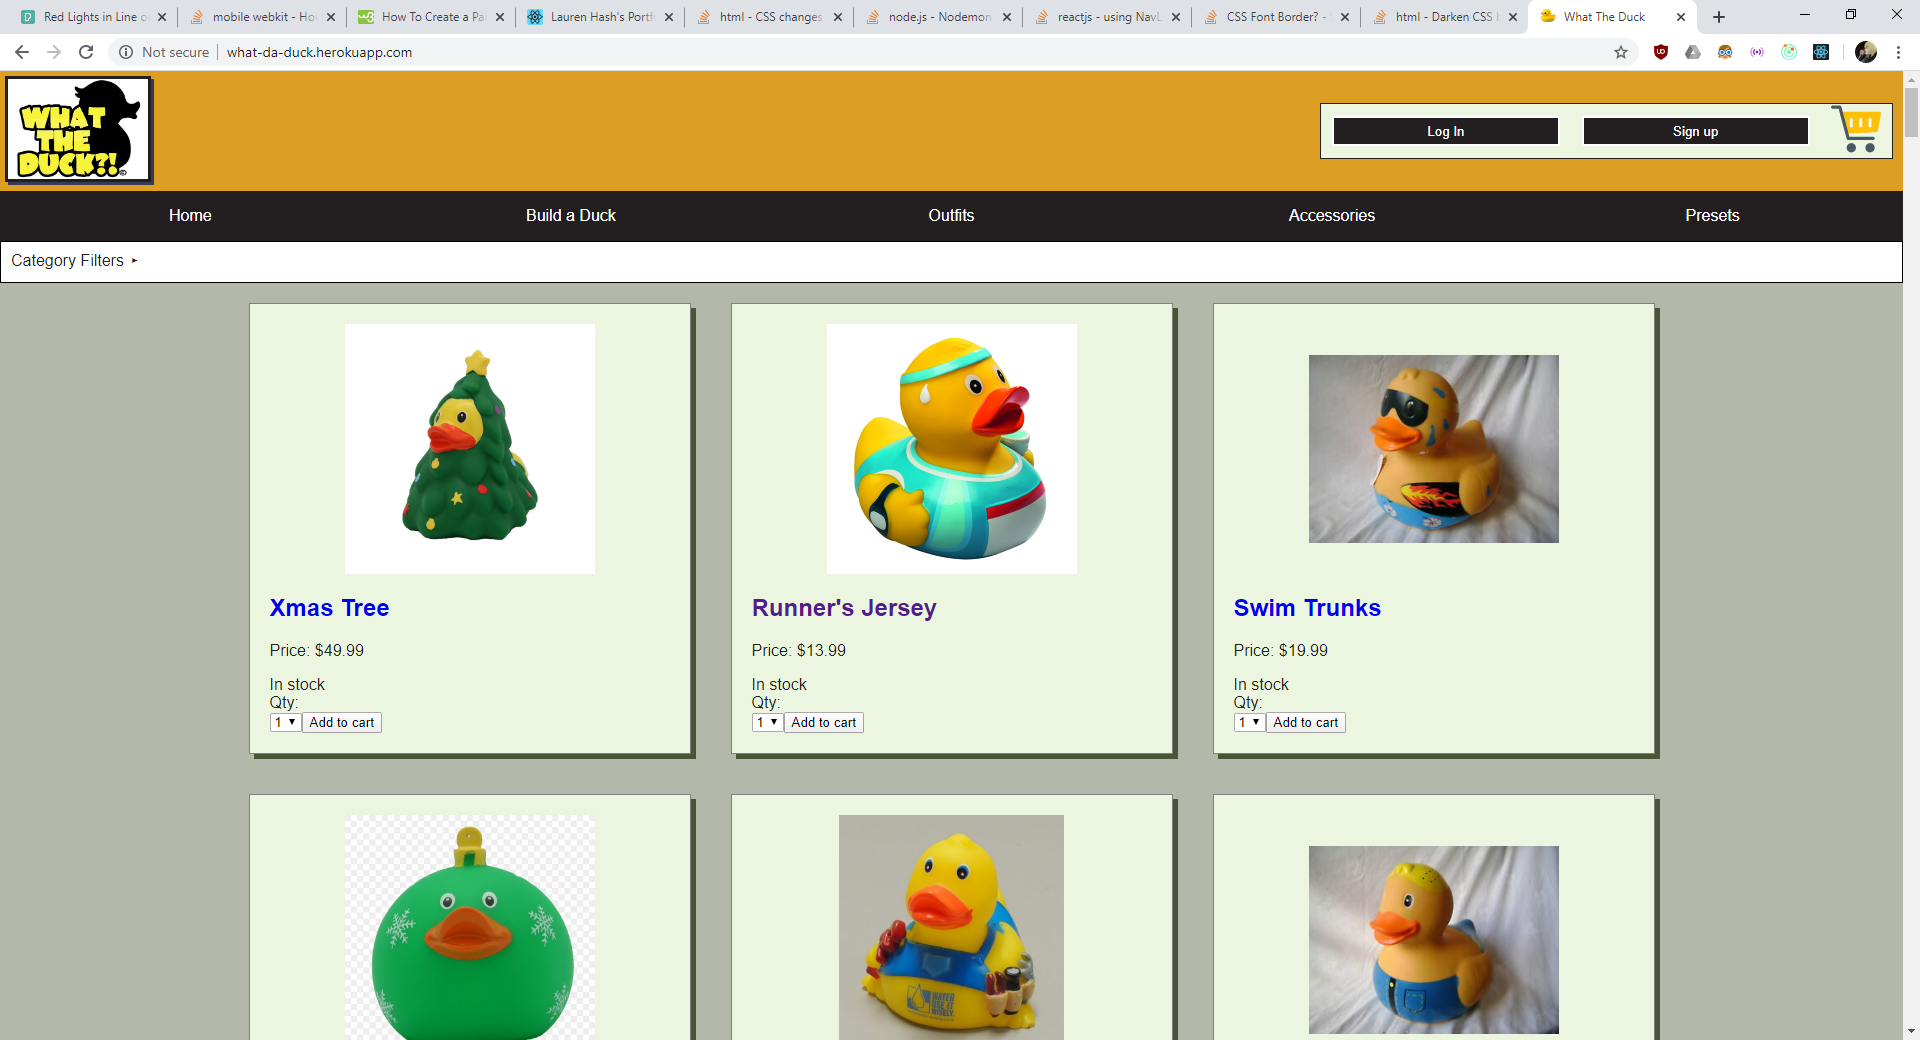 Red Lights in Line o
mobile webkit - Ho
How To Create a Pa
Lauren Hash's Portf
html - CSS changes
node.js - Nodemon
reactjs - using NavL
CSS Font Border? -
html - Darken CSS
What The Duck
Not secure
what-da-duck.herokuapp.com
WHAT
THE
DUCK?!
Log In
Sign up
Home
Build a Duck
Outfits
Accessories
Presets
Category Filters
Xmas Tree
Price: $49.99
In stock
Qty:
1
Add to cart
Runner's Jersey
Price: $13.99
In stock
Qty:
1
Add to cart
Swim Trunks
Price: $19.99
In stock
Qty:
1
Add to cart
WATER
USE IT
WISELY.